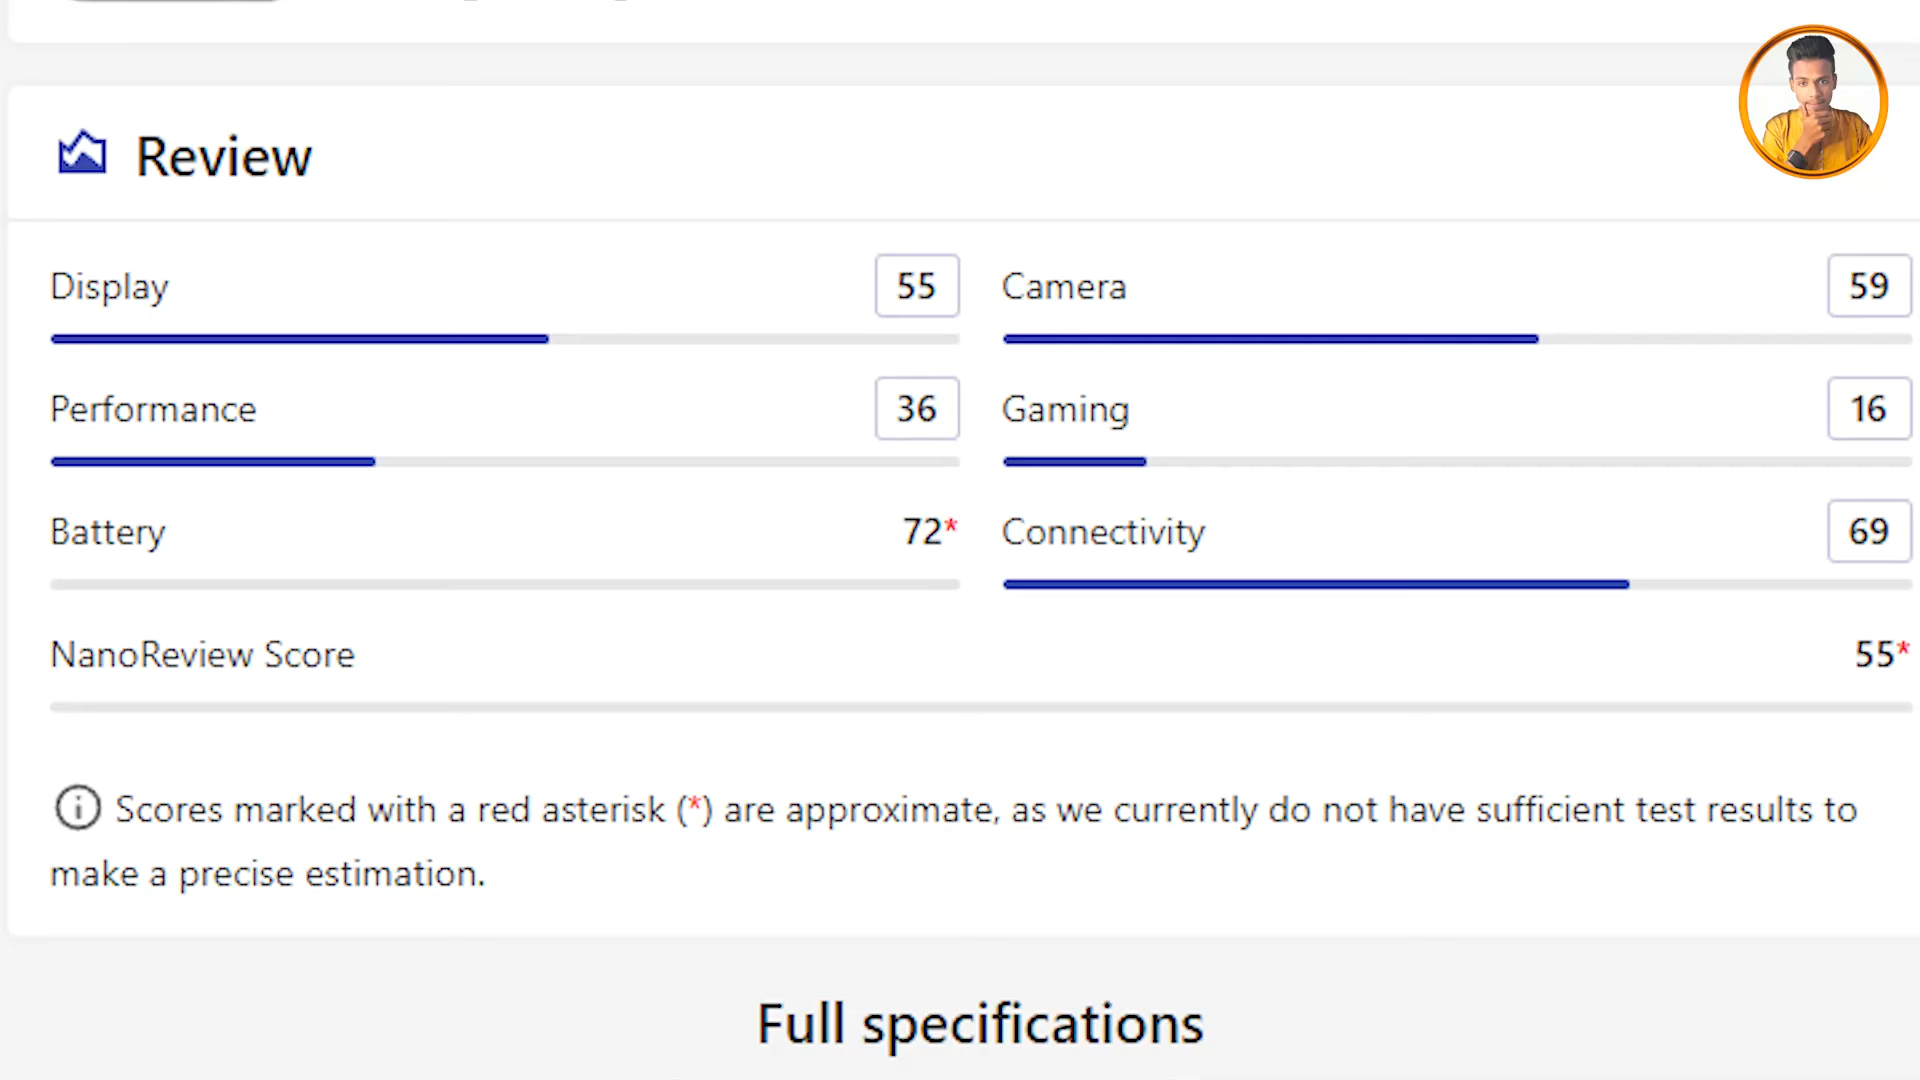 Review
Display 55
Camera 59
Performance 36
Gaming 16
Battery 72*
Connectivity 69
NanoReview Score 55*
Scores marked with a red asterisk (*) are approximate, as we currently do not have sufficient test results to
make a precise estimation.
Full specifications